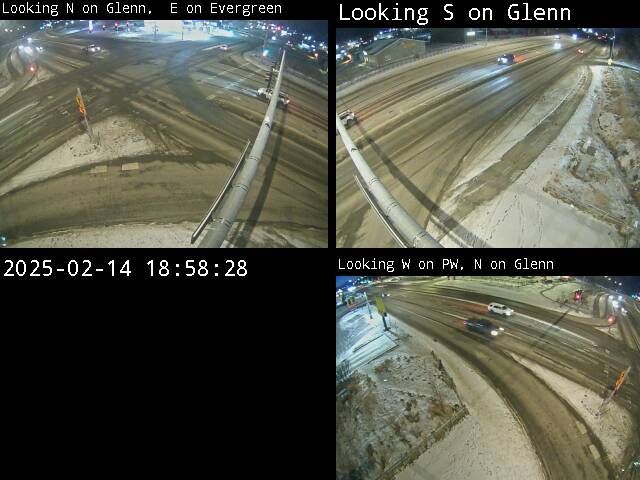 Looking N on Glenn, E on Evergreen
Looking S on Glenn
2025-02-14 18:58:28
Looking W on PW, N on Glenn